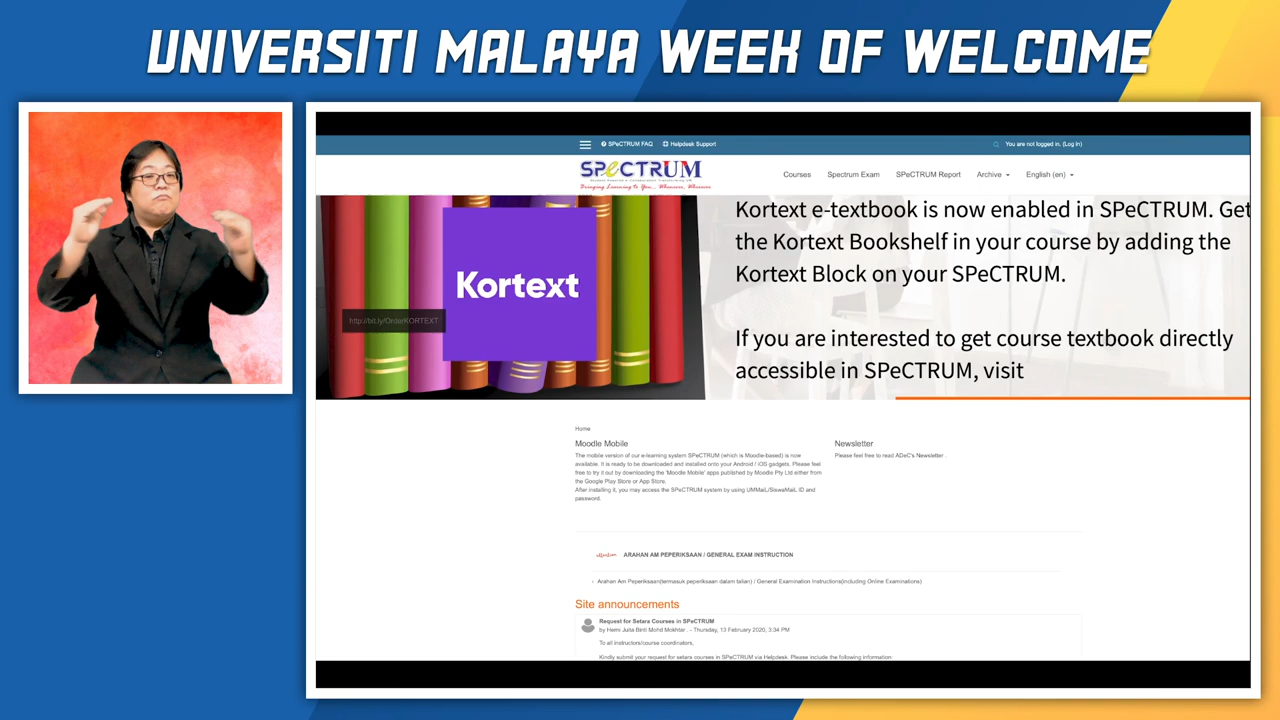 UNIVERSITI MALAYA WEEK OF WELCOME
SPeCTRUM FAQ Helpdesk Support You are not logged in. (Log in)
SPeCTRUM
Bringing Learning to You... Whenever, Wherever
Courses Spectrum Exam SPeCTRUM Report Archive English (en)
Kortext
http://bit.ly/OrderKORTEXT
Kortext e-textbook is now enabled in SPeCTRUM. Get
the Kortext Bookshelf in your course by adding the
Kortext Block on your SPeCTRUM.
If you are interested to get course textbook directly
accessible in SPeCTRUM, visit
Home
Moodle Mobile
The mobile version of our e-learning system SPeCTRUM (which is Moodle-based) is now
available. It is ready to be downloaded and installed onto your Android / iOS gadgets. Please feel
free to try it out by downloading the 'Moodle Mobile' apps published by Moodle Pty Ltd either from
the Google Play Store or App Store.
After installing it, you may access the SPeCTRUM system by using UMMail/SiswaMail ID and
password.
Newsletter
Please feel free to read ADeC's Newsletter .
ARAHAN AM PEPERIKSAAN / GENERAL EXAM INSTRUCTION
Arahan Am Peperiksaan(termasuk peperiksaan dalam talian) / General Examination Instructions(including Online Examinations)
Site announcements
Request for Setara Courses in SPeCTRUM
by Hemi Julia Binti Mohd Mokhtar . - Thursday, 13 February 2020, 3:34 PM
To all instructors/course coordinators,
Kindly submit your request for setara courses in SPeCTRUM via Helpdesk. Please include the following information: